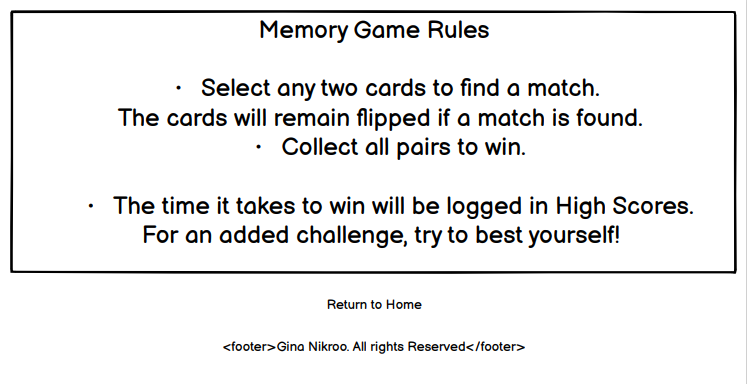 Memory Game Rules
· Select any two cards to find a match.
The cards will remain flipped if a match is found.
· Collect all pairs to win.
· The time it takes to win will be logged in High Scores.
For an added challenge, try to best yourself!
Return to Home
<footer>Gina Nikroo. All rights Reserved</footer>